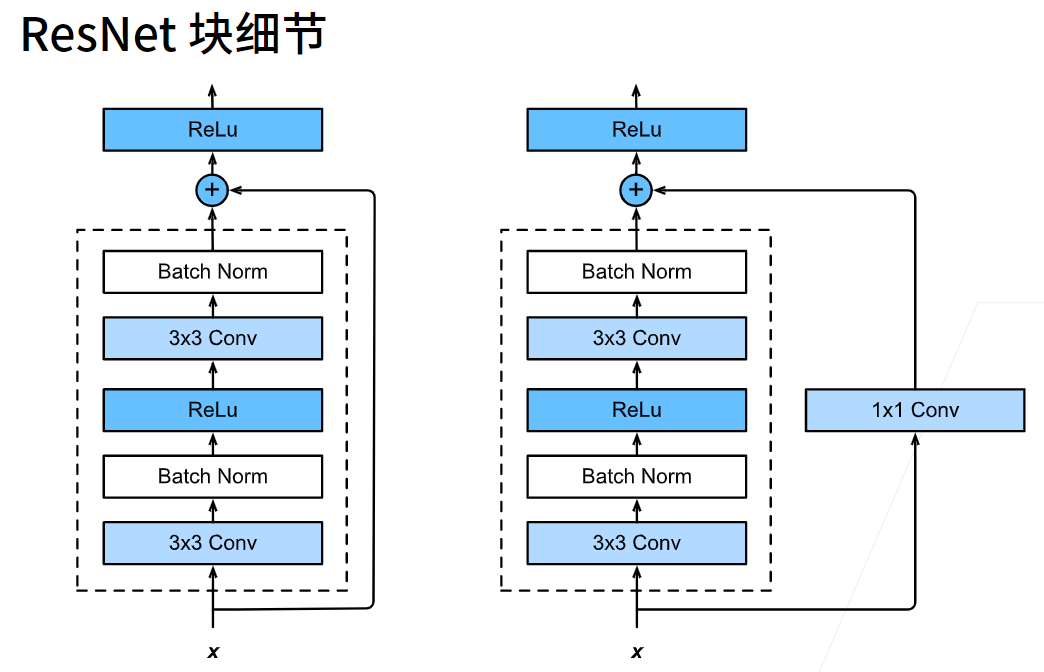 ResNet 块细节
ReLu
+
Batch Norm
3x3 Conv
ReLu
Batch Norm
3x3 Conv
x
ReLu
+
Batch Norm
3x3 Conv
ReLu
Batch Norm
3x3 Conv
1x1 Conv
x